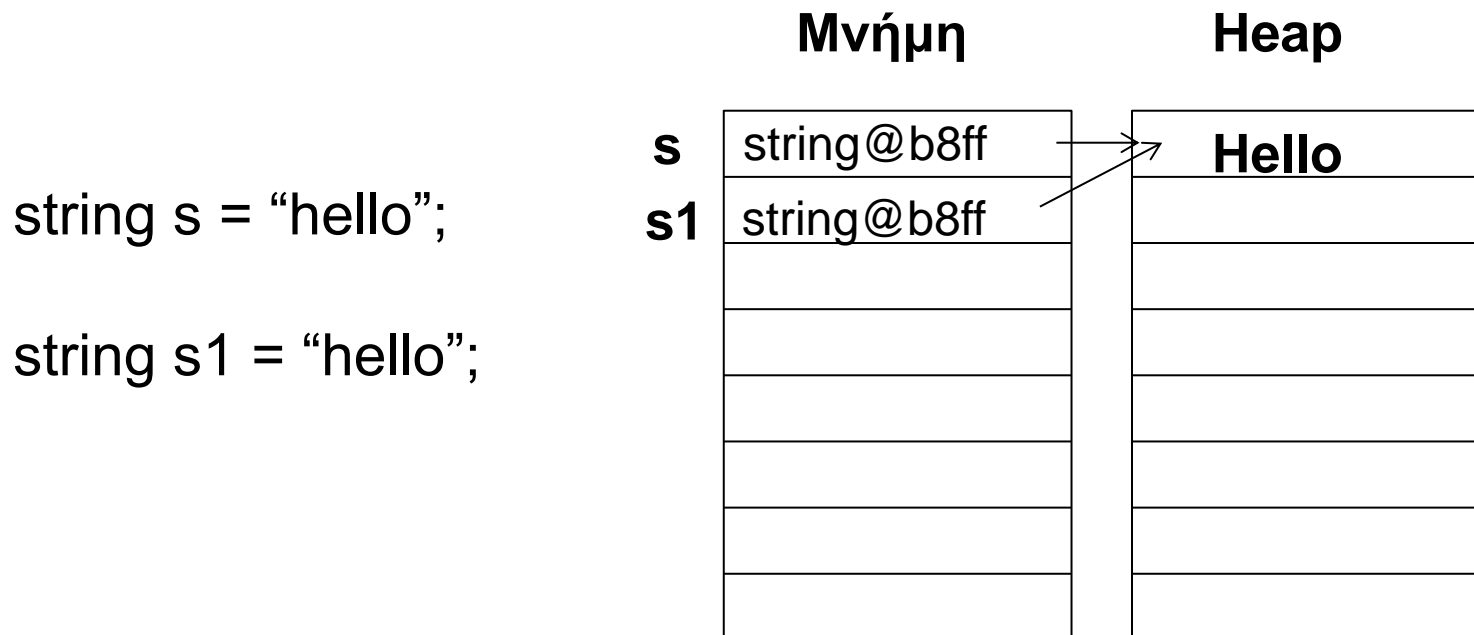 Μνήμη Heap
s string@b8ff Hello
string s = “hello”;
s1 string@b8ff
string s1 = “hello”;